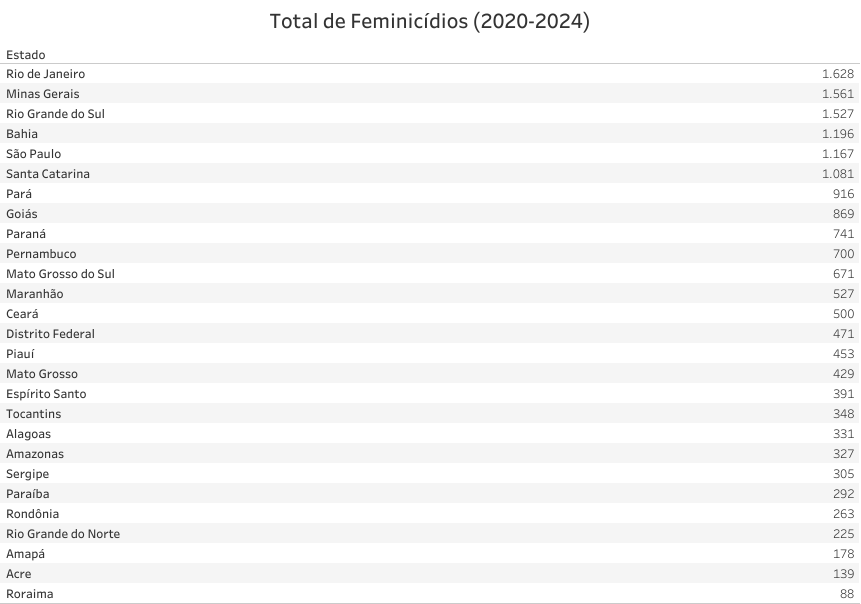 Total de Feminicídios (2020-2024)
Estado
Rio de Janeiro 1.628
Minas Gerais 1.561
Rio Grande do Sul 1.527
Bahia 1.196
São Paulo 1.167
Santa Catarina 1.081
Pará 916
Goiás 869
Paraná 741
Pernambuco 700
Mato Grosso do Sul 671
Maranhão 527
Ceará 500
Distrito Federal 471
Piauí 453
Mato Grosso 429
Espírito Santo 391
Tocantins 348
Alagoas 331
Amazonas 327
Sergipe 305
Paraíba 292
Rondônia 263
Rio Grande do Norte 225
Amapá 178
Acre 139
Roraima 88